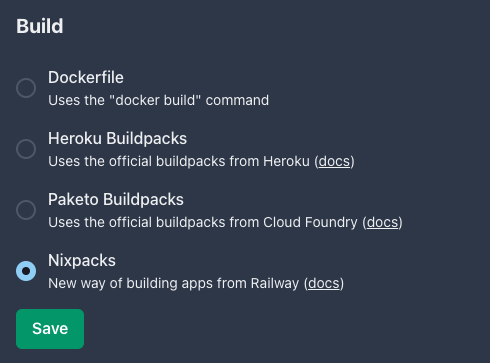 Build
Dockerfile
Uses the "docker build" command
Heroku Buildpacks
Uses the official buildpacks from Heroku (docs)
Paketo Buildpacks
Uses the official buildpacks from Cloud Foundry (docs)
Nixpacks
New way of building apps from Railway (docs)
Save